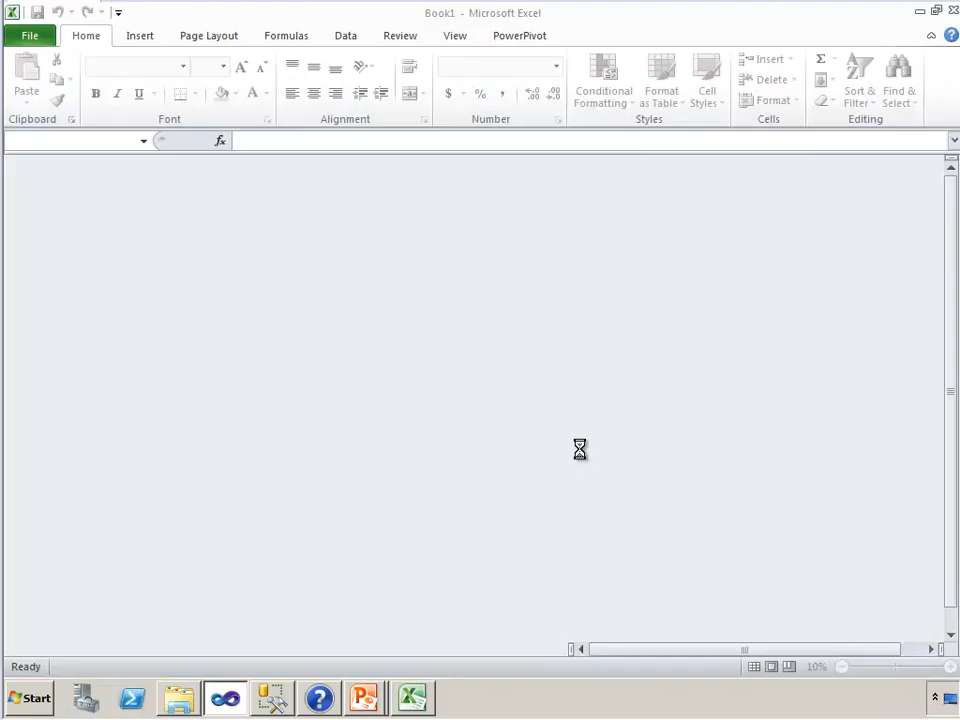 Book1 - Microsoft Excel
File Home Insert Page Layout Formulas Data Review View PowerPivot
Paste
B I U A $ % , .00 .0
Conditional Formatting
Format as Table
Cell Styles
Insert
Delete
Format
Σ
Sort & Filter
Find & Select
Clipboard Font Alignment Number Styles Cells Editing
fx
Ready 10%
Start